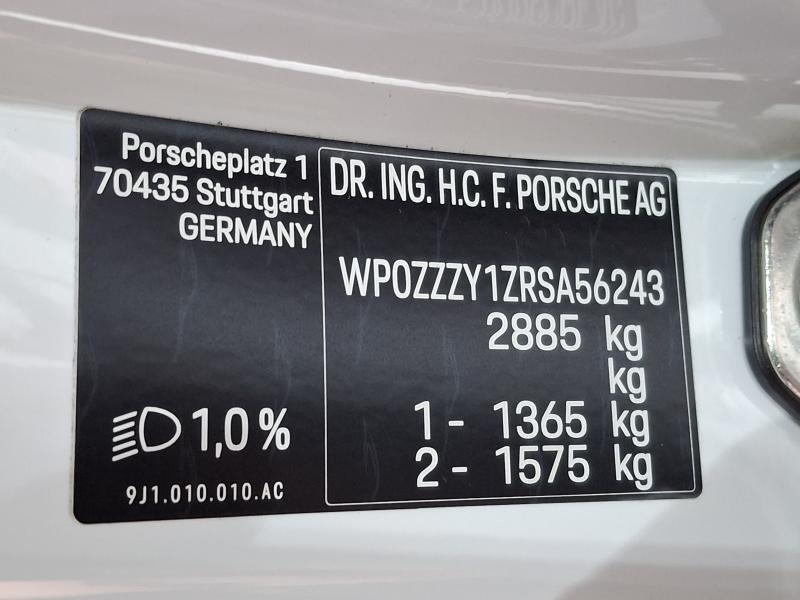 Porscheplatz 1
70435 Stuttgart
GERMANY
DR. ING. H.C. F. PORSCHE AG
WP0ZZZY1ZRSA56243
2885 kg
kg
1 - 1365 kg
2 - 1575 kg
1,0 %
9J1.010.010.AC